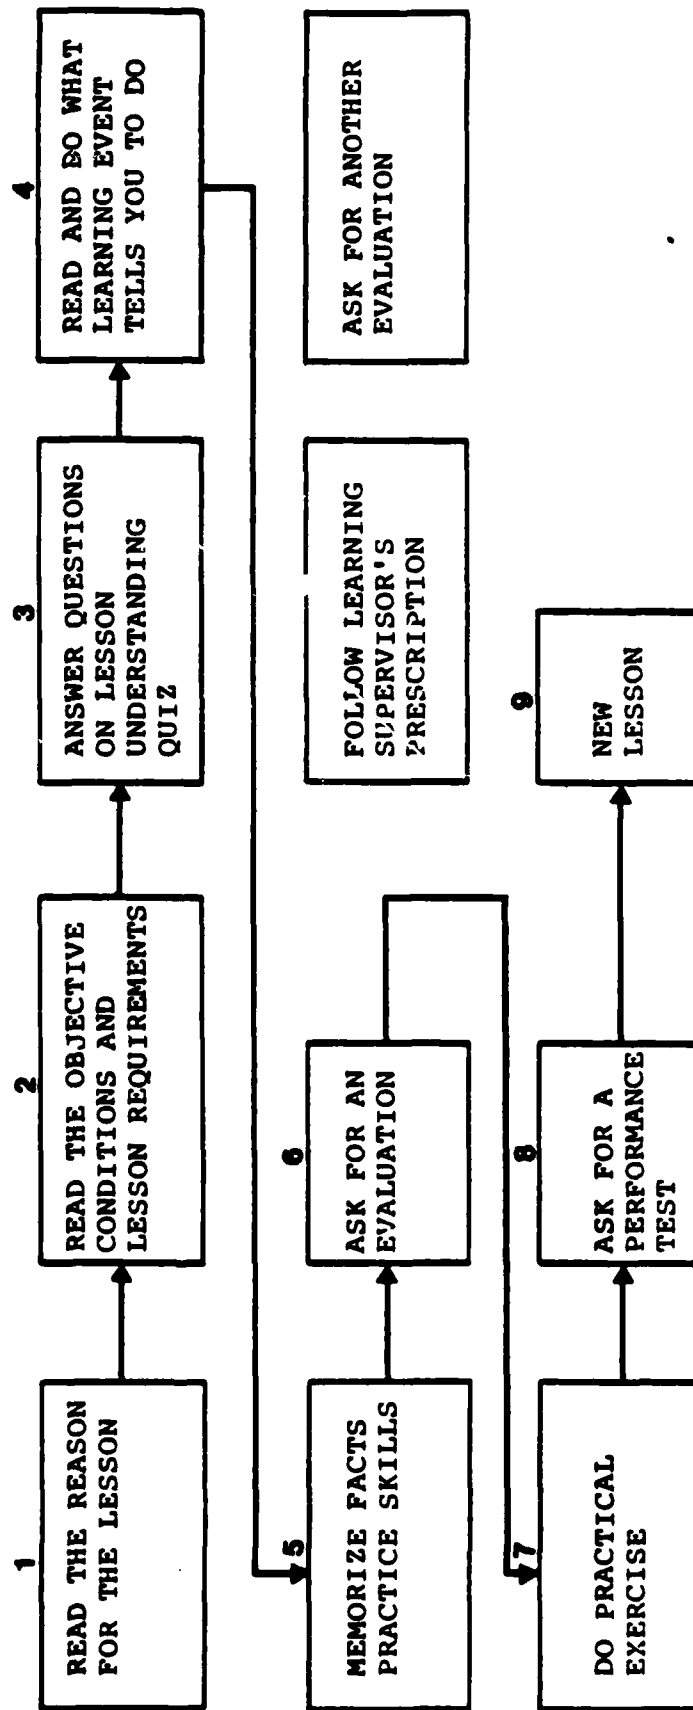 1
READ THE REASON
FOR THE LESSON
2
READ THE OBJECTIVE
CONDITIONS AND
LESSON REQUIREMENTS
3
ANSWER QUESTIONS
ON LESSON
UNDERSTANDING
QUIZ
4
READ AND DO WHAT
LEARNING EVENT
TELLS YOU TO DO
5
MEMORIZE FACTS
PRACTICE SKILLS
6
ASK FOR AN
EVALUATION
FOLLOW LEARNING
SUPERVISOR'S
PRESCRIPTION
ASK FOR ANOTHER
EVALUATION
7
DO PRACTICAL
EXERCISE
8
ASK FOR A
PERFORMANCE
TEST
9
NEW
LESSON